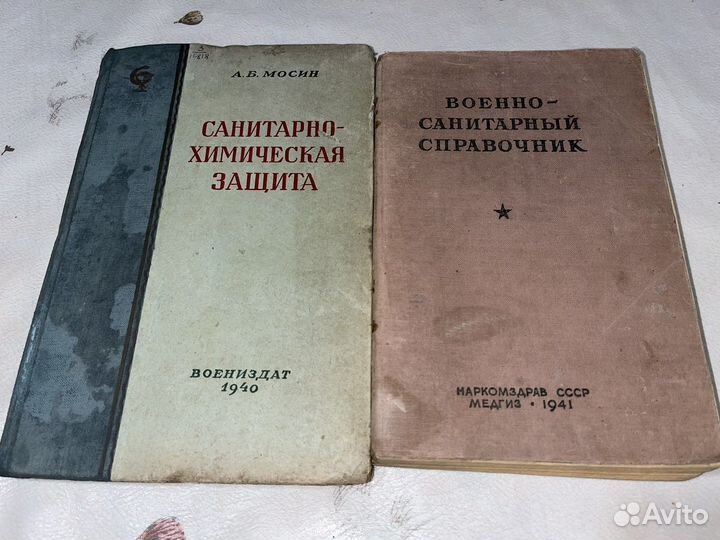 А.Б. МОСИН
САНИТАРНО-
ХИМИЧЕСКАЯ
ЗАЩИТА
ВОЕНИЗДАТ
1940
ВОЕННО-
САНИТАРНЫЙ
СПРАВОЧНИК
НАРКОМЗДРАВ СССР
МЕДГИЗ • 1941
Avito